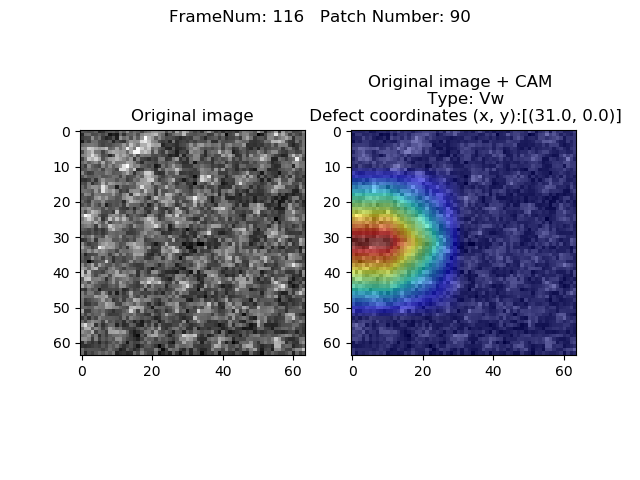 FrameNum: 116   Patch Number: 90
Original image
Original image + CAM
Type: Vw
Defect coordinates (x, y):[(31.0, 0.0)]
0
10
20
30
40
50
60
0 20 40 60
0
10
20
30
40
50
60
0 20 40 60